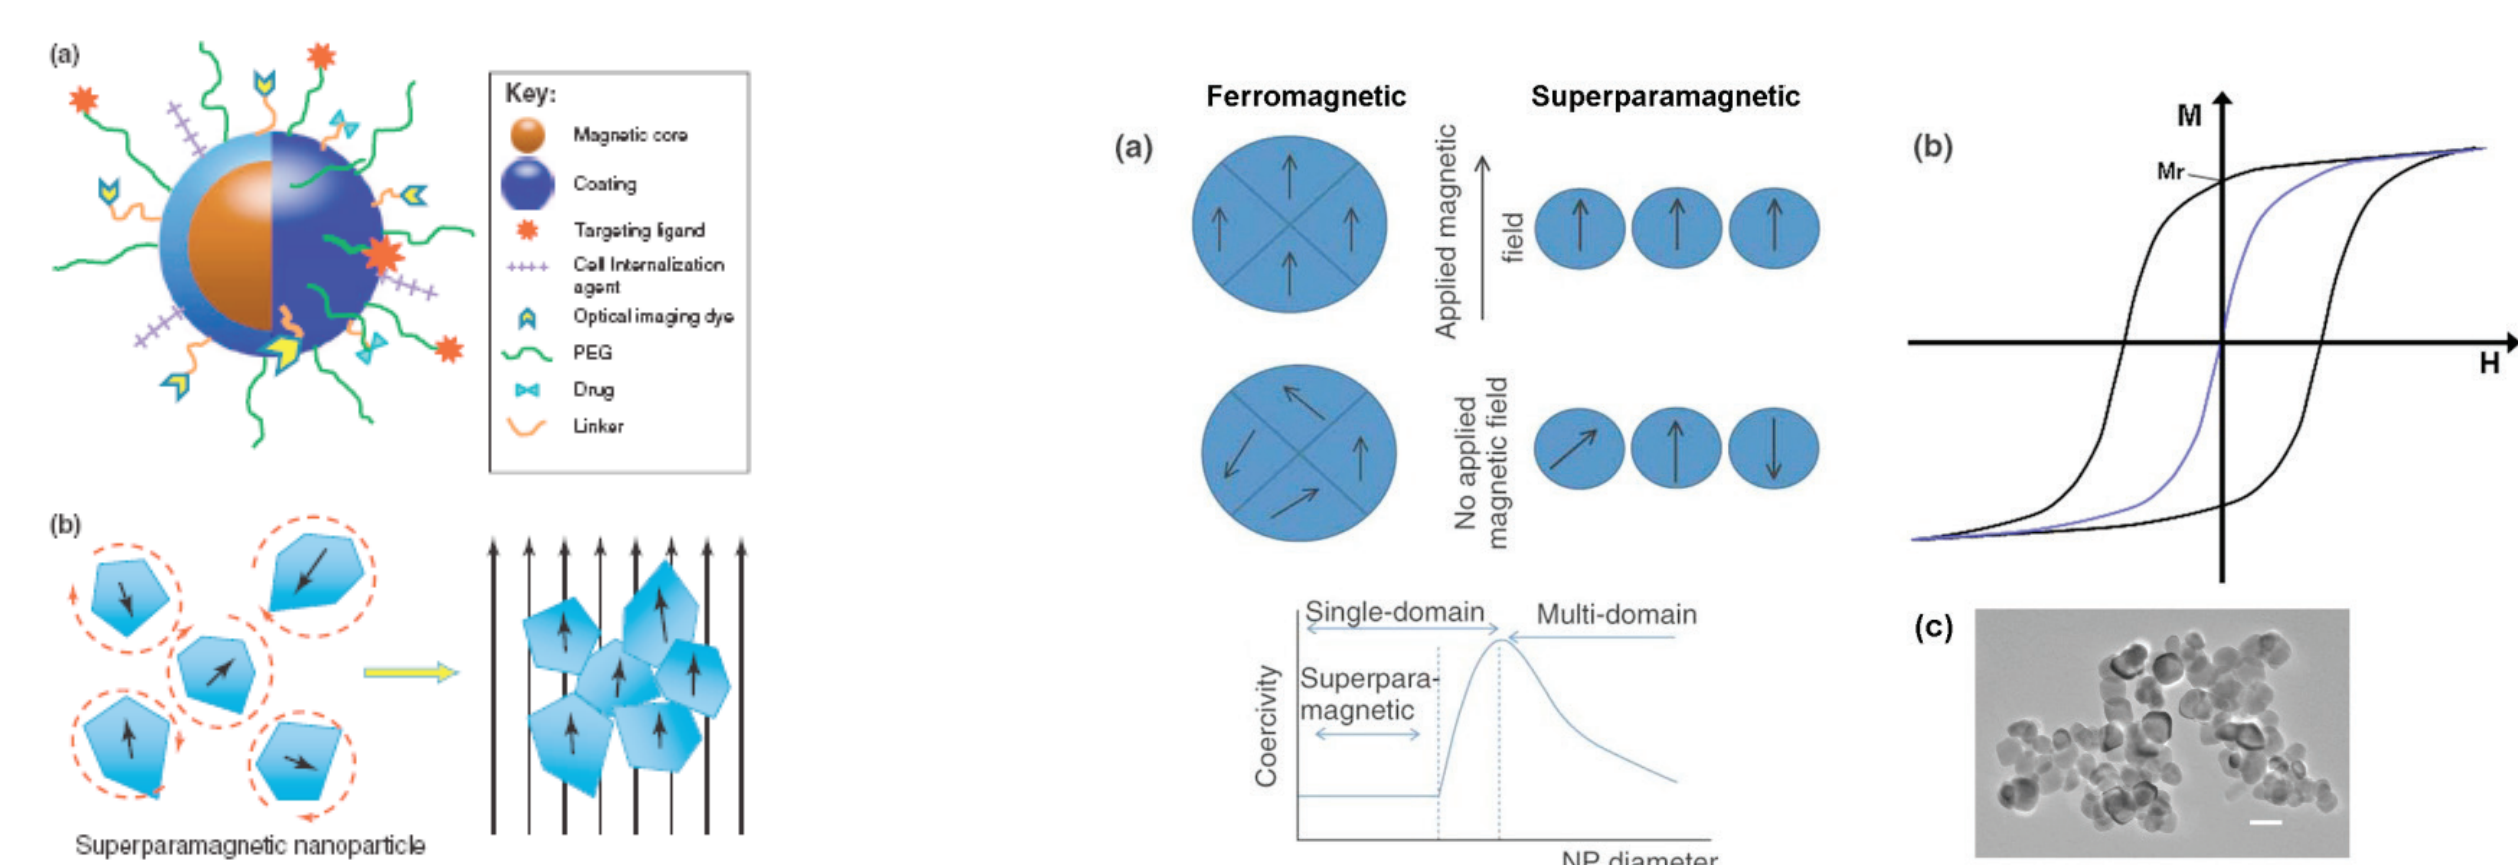 (a)
Key:
Magnetic core
Coating
Targeting ligand
Cell Internalization
agent
Optical imaging dye
PEG
Drug
Linker
(b)
Superparamagnetic nanoparticle
Ferromagnetic
Superparamagnetic
(a)
Applied magnetic
field
No applied
magnetic field
Single-domain
Multi-domain
Superpara-
magnetic
Coercivity
NP diameter
(b)
M
Mr
H
(c)